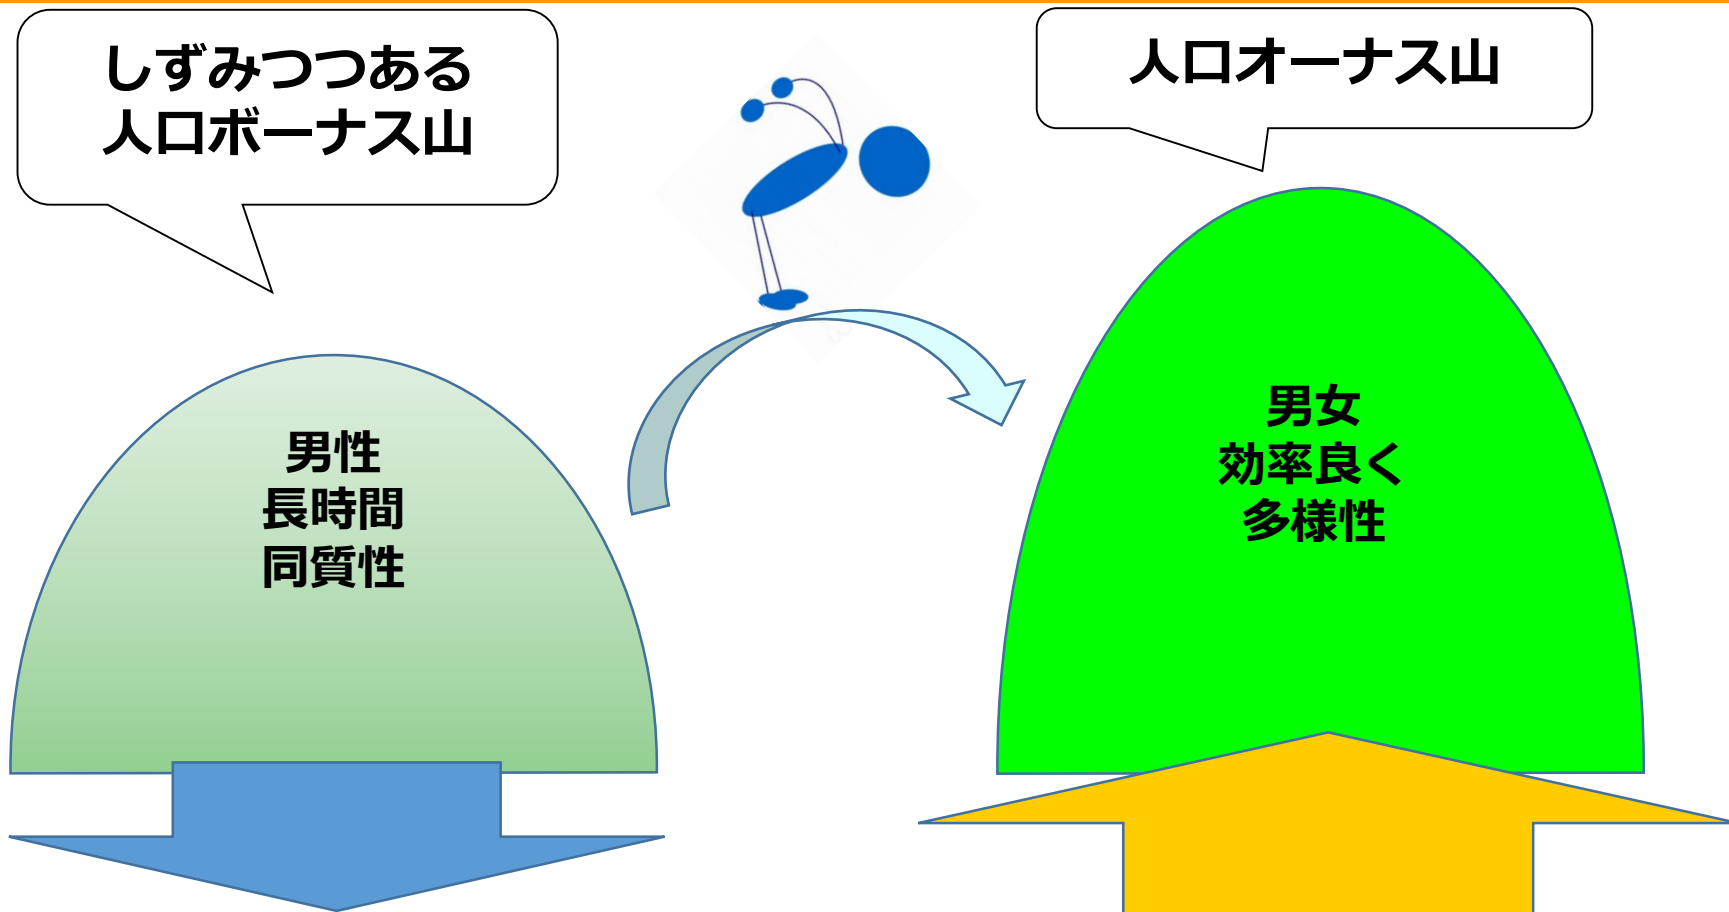 しずみつつある
人口ボーナス山
人口オーナス山
男性
長時間
同質性
男女
効率良く
多様性